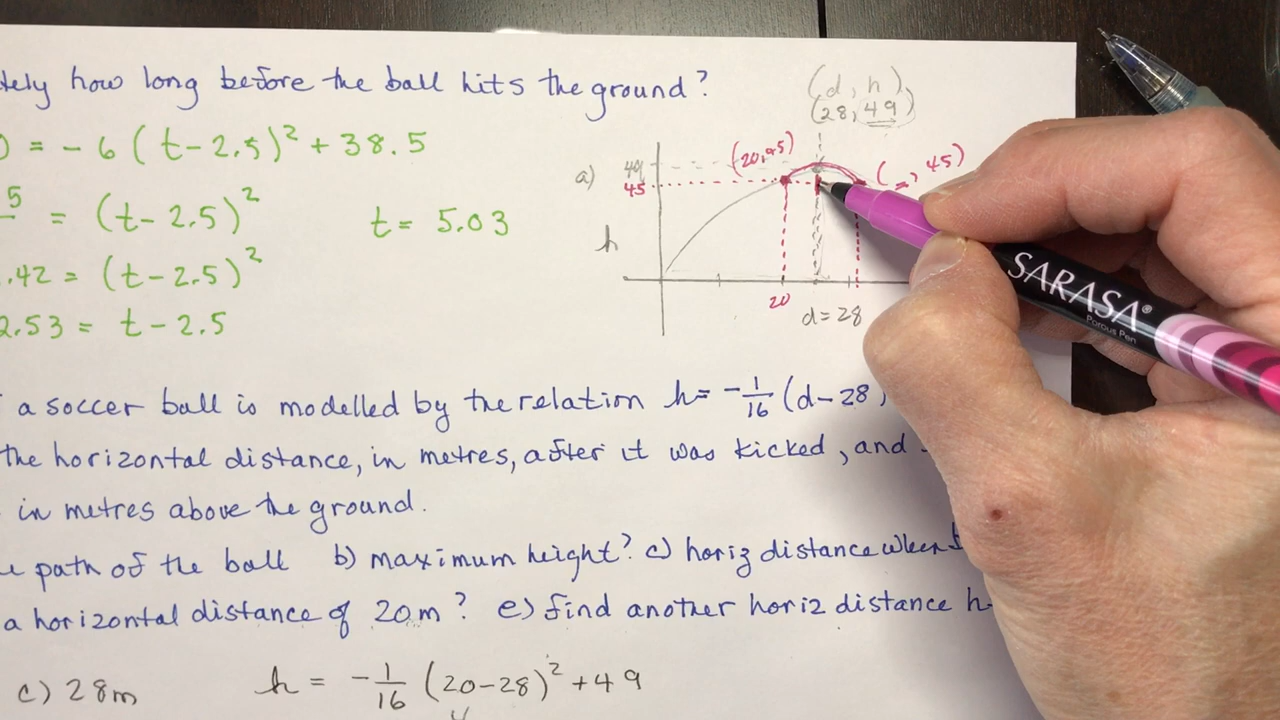 tely how long before the ball hits the ground?
0 = -6 (t-2.5)² + 38.5
5 = (t-2.5)²
.42 = (t-2.5)²
2.53 = t-2.5
t = 5.03
(d, h)
(28, 49)
a)
49
45
(20,45)
( _, 45)
h
20
d=28
SARASA®
Porous Pen
a soccer ball is modelled by the relation h= -1/16 (d-28)
the horizontal distance, in metres, after it was kicked, and
in metres above the ground.
path of the ball b) maximum height? c) horiz distance when
a horizontal distance of 20m? e) find another horiz distance
c) 28m
h = -1/16 (20-28)² + 49